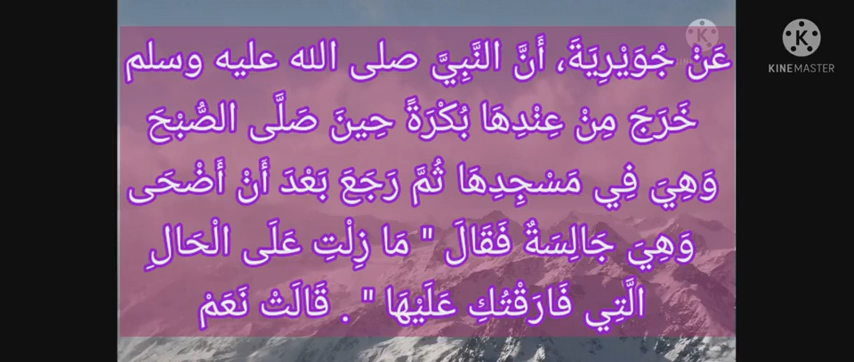 عَنْ جُوَيْرِيَةَ، أَنَّ النَّبِيَّ صلى الله عليه وسلم
خَرَجَ مِنْ عِنْدِهَا بُكْرَةً حِينَ صَلَّى الصُّبْحَ
وَهِيَ فِي مَسْجِدِهَا ثُمَّ رَجَعَ بَعْدَ أَنْ أَضْحَى
وَهِيَ جَالِسَةٌ فَقَالَ " مَا زِلْتِ عَلَى الْحَالِ
الَّتِي فَارَقْتُكِ عَلَيْهَا " . قَالَتْ نَعَمْ
K
KINEMASTER